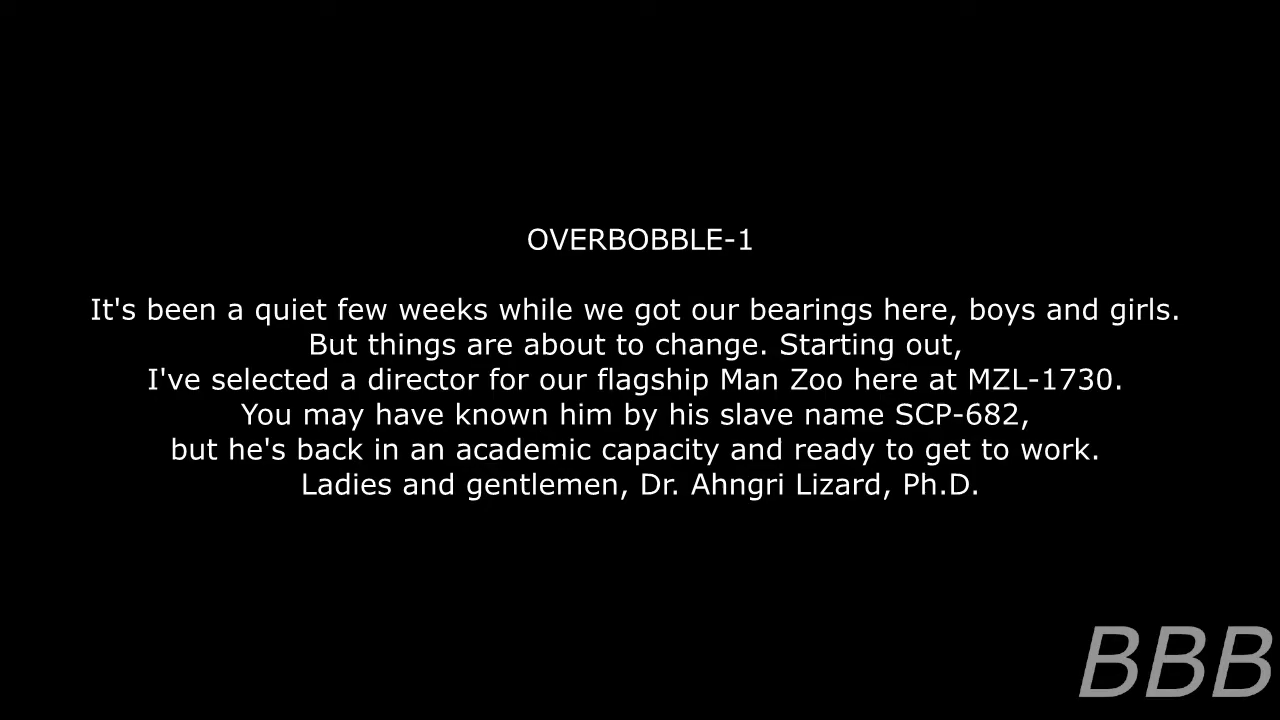 OVERBOBBLE-1
It's been a quiet few weeks while we got our bearings here, boys and girls.
But things are about to change. Starting out,
I've selected a director for our flagship Man Zoo here at MZL-1730.
You may have known him by his slave name SCP-682,
but he's back in an academic capacity and ready to get to work.
Ladies and gentlemen, Dr. Ahngri Lizard, Ph.D.
BBB